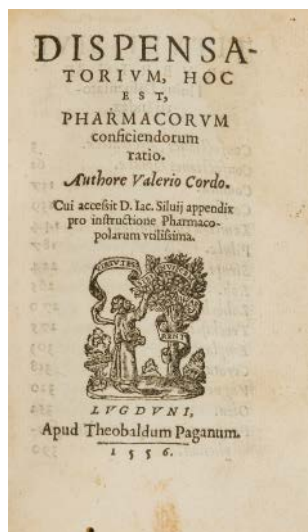 DISPENSA-
TORIVM, HOC
EST,
PHARMACORVM
conficiendorum
ratio.
Authore Valerio Cordo.
Cui accessit D. Iac. Siluij appendix
pro instructione Pharmaco-
polarum vtilissima.
LVGDVNI,
Apud Theobaldum Paganum.
1556.